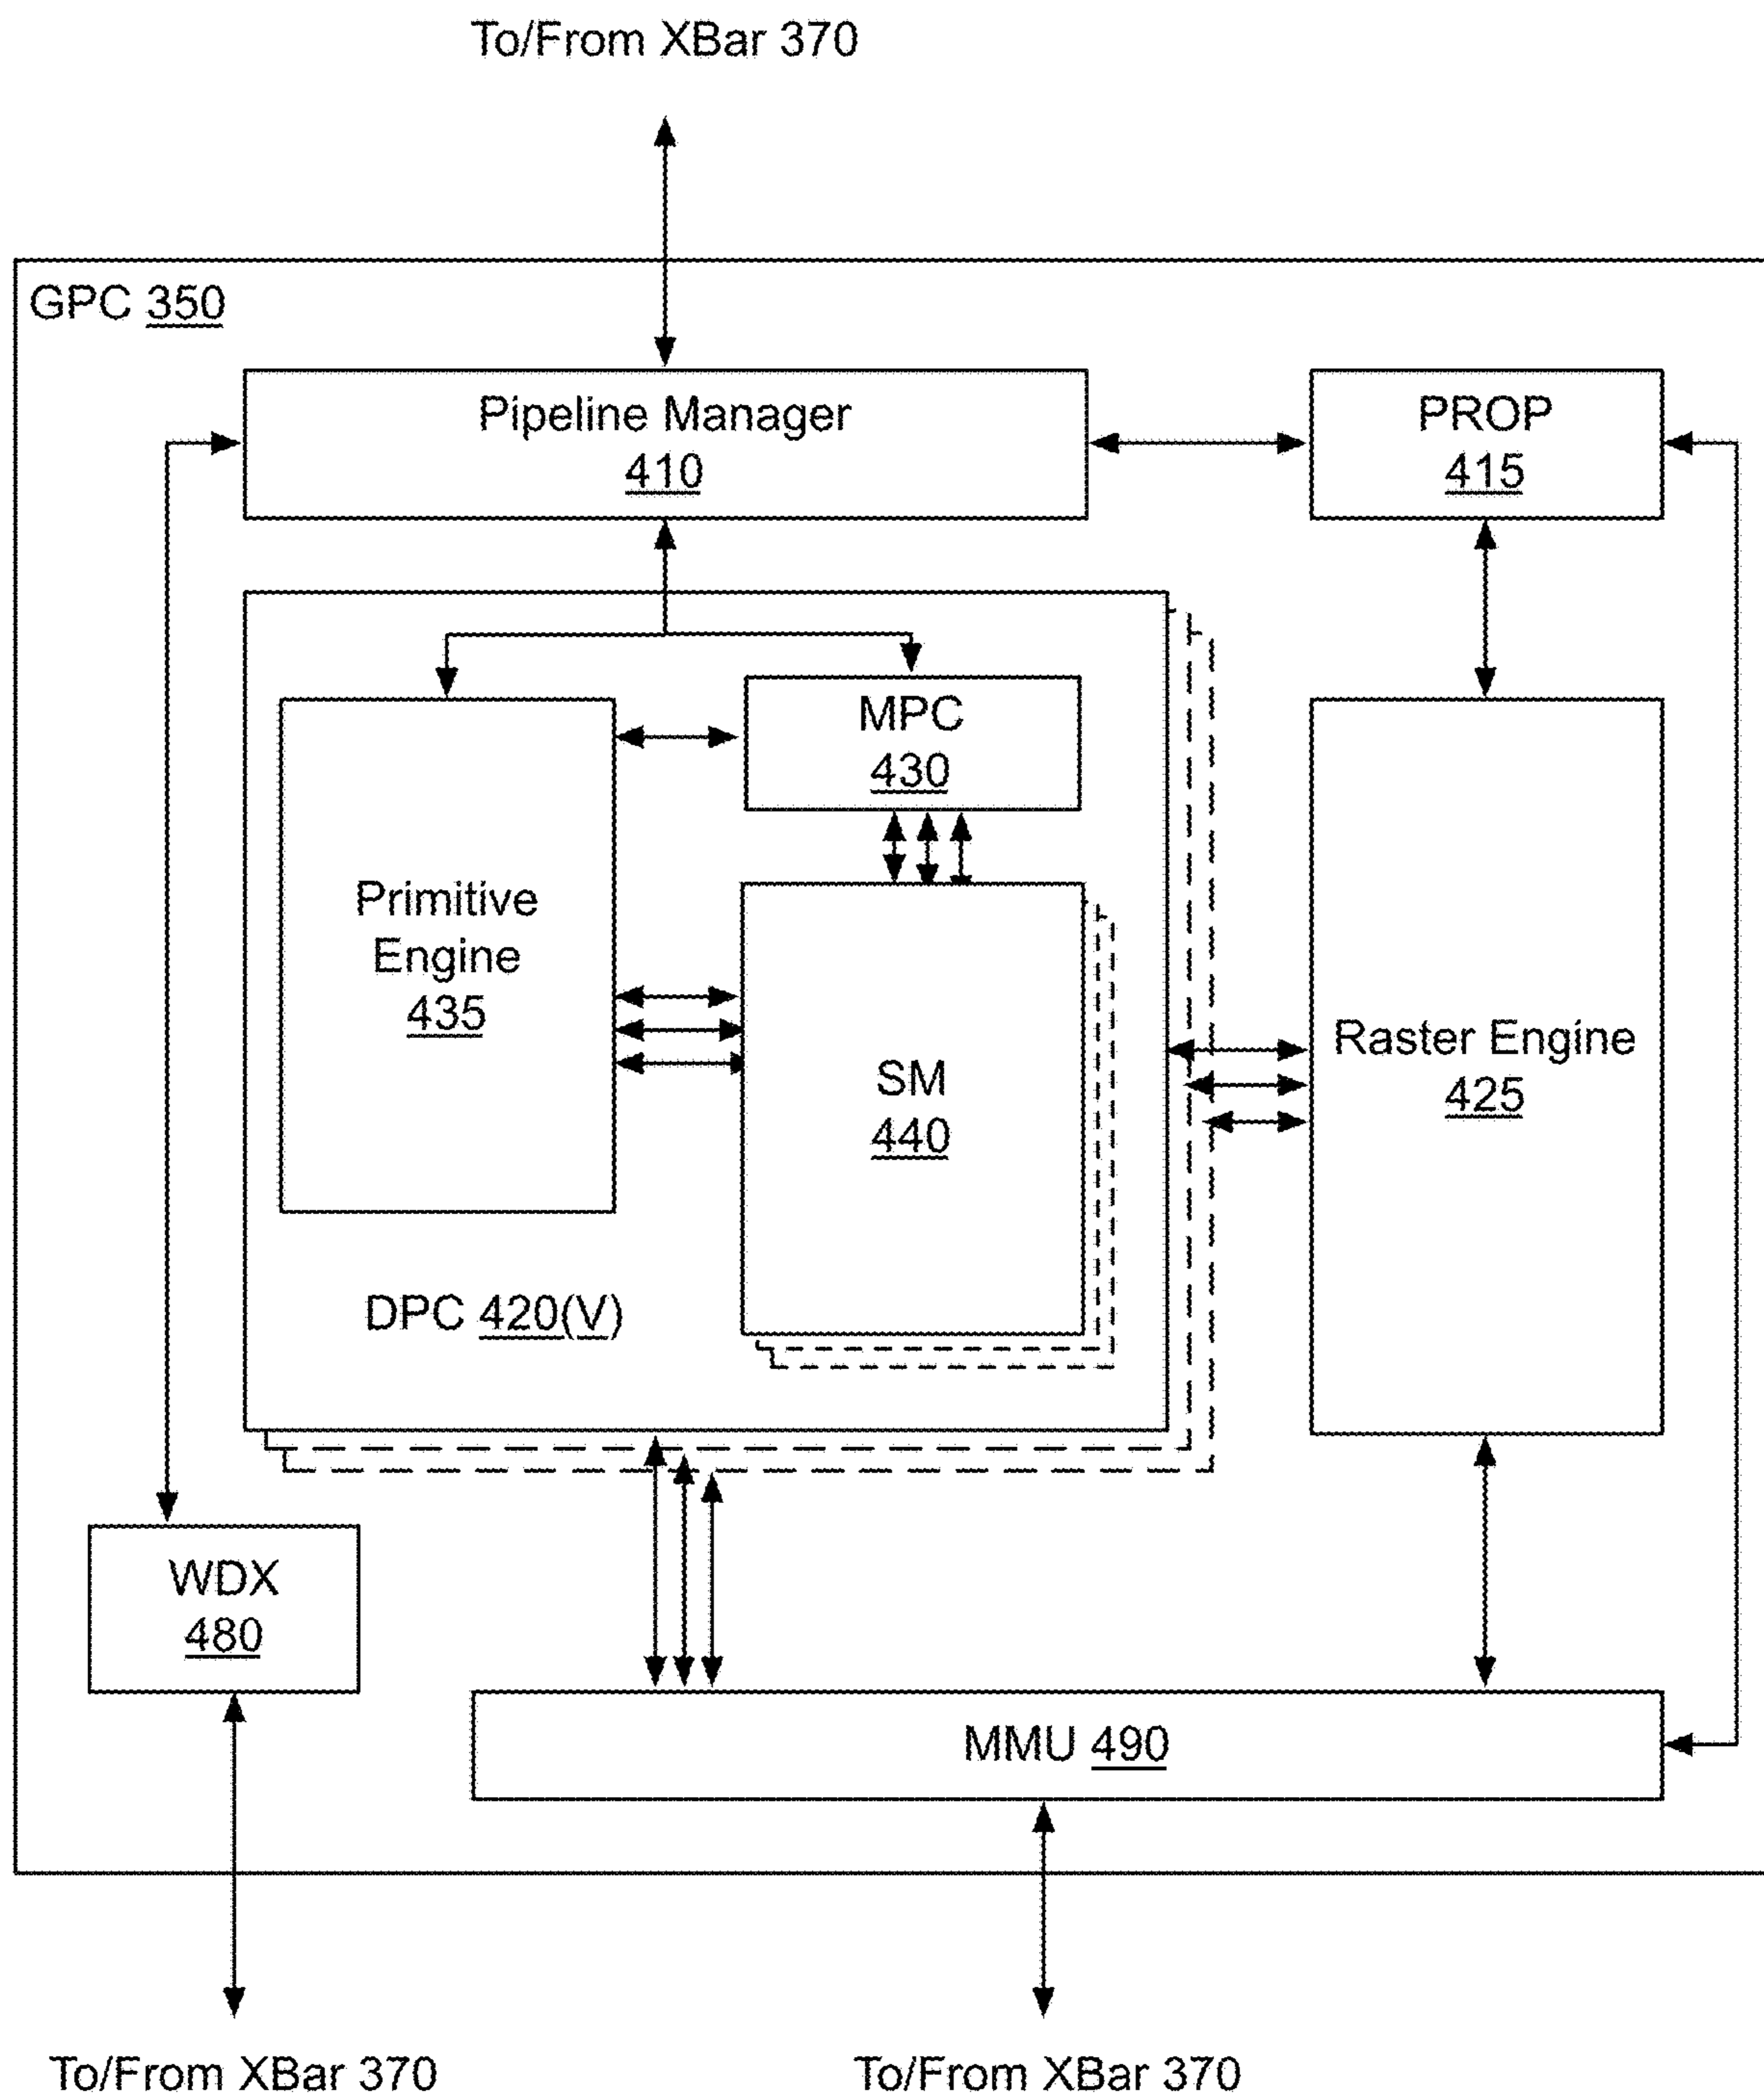 To/From XBar 370
GPC 350
Pipeline Manager
410
PROP
415
MPC
430
Primitive
Engine
435
SM
440
Raster Engine
425
DPC 420(V)
WDX
480
MMU 490
To/From XBar 370
To/From XBar 370